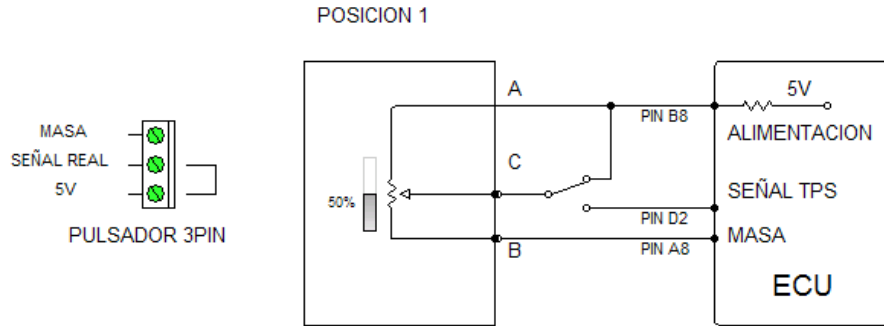 POSICION 1
MASA
SEÑAL REAL
5V
PULSADOR 3PIN
50%
A
C
B
PIN B8
PIN D2
PIN A8
5V
ALIMENTACION
SEÑAL TPS
MASA
ECU